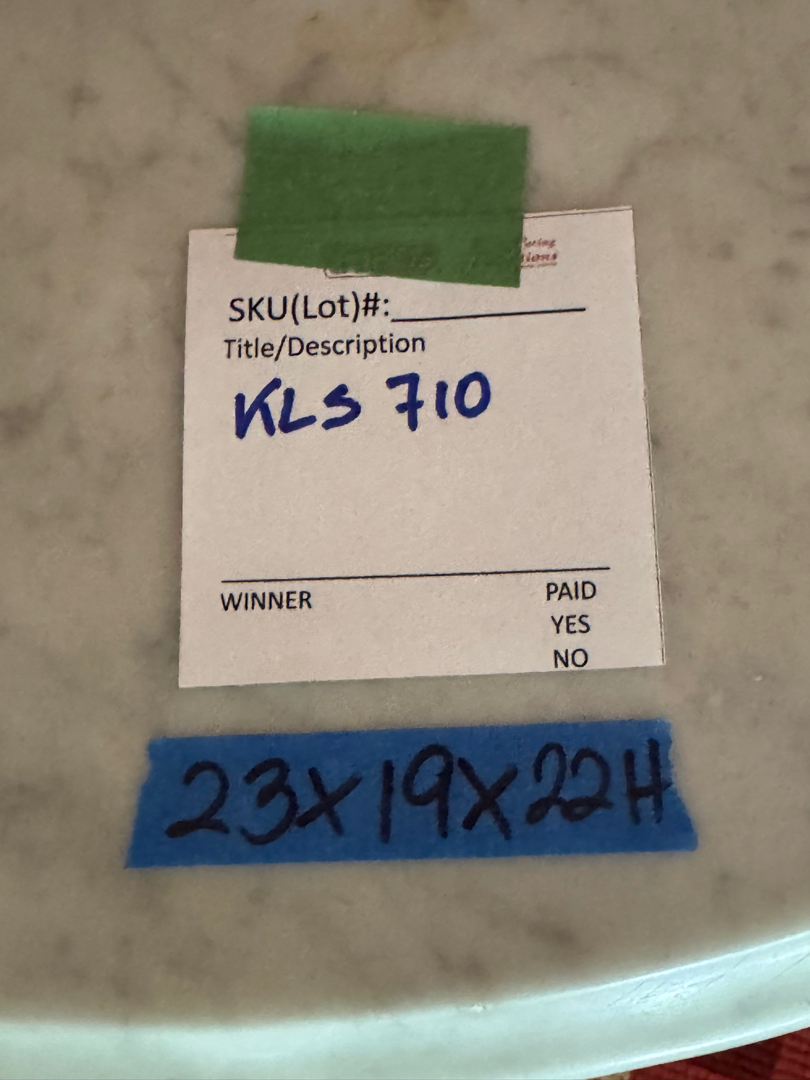 SKU(Lot)#:
Title/Description
KLS 710
WINNER PAID
YES
NO
23X19X22H